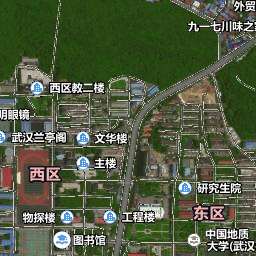 外贸
九一七川味之家
西区教二楼
明眼镜
武汉兰亭阁
文华楼
主楼
西区
研究生院
物探楼
工程楼
东区
图书馆
中国地质
大学(武汉